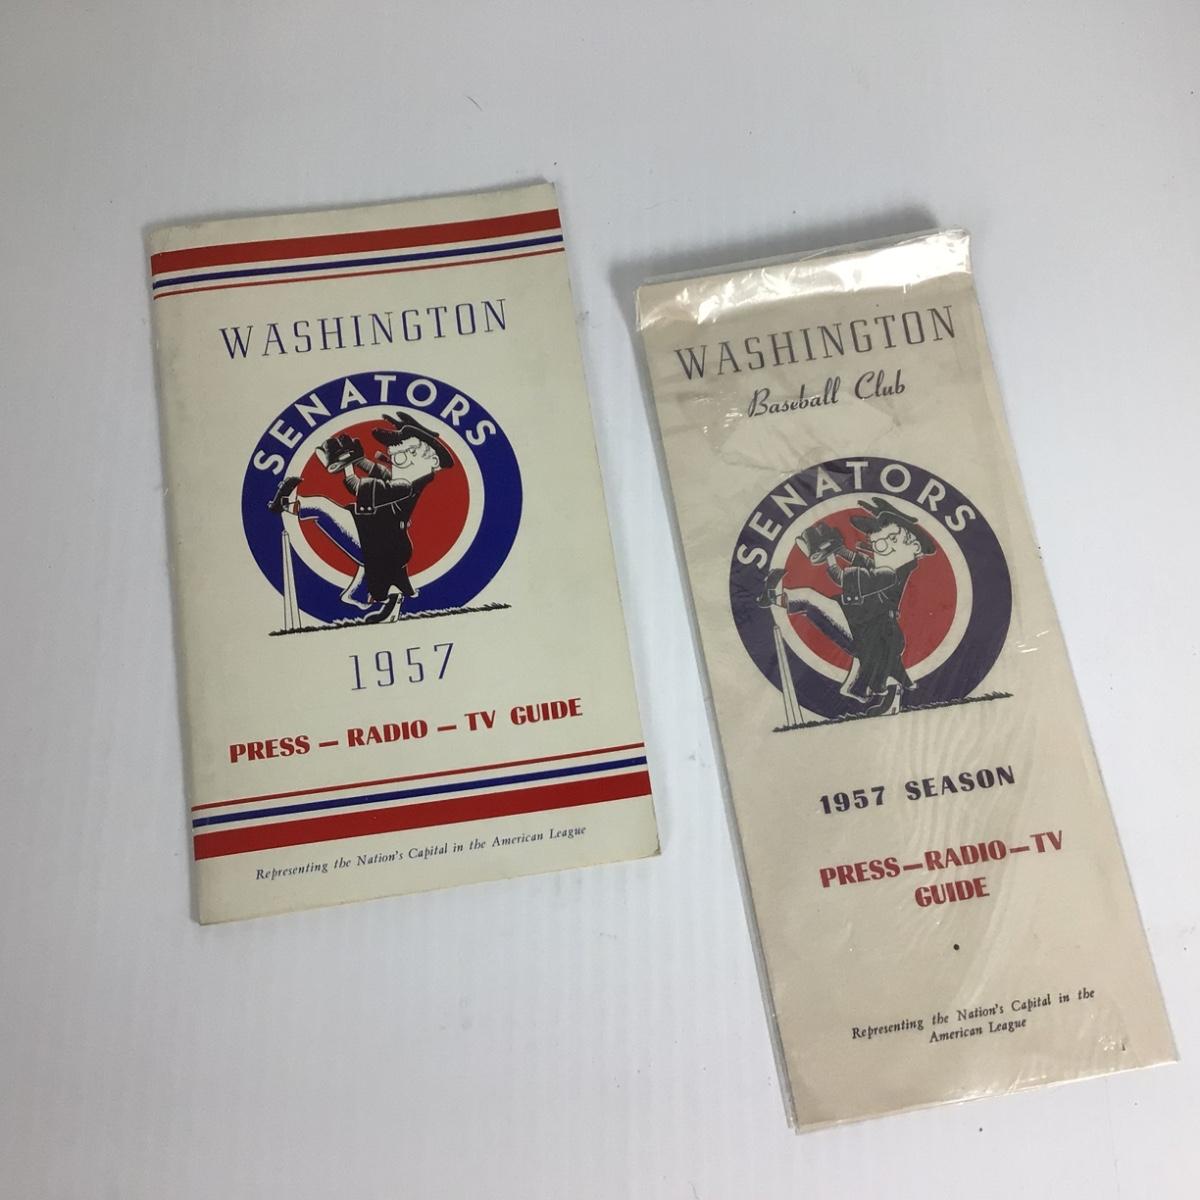 WASHINGTON
SENATORS
1957
PRESS — RADIO — TV GUIDE
Representing the Nation's Capital in the American League
WASHINGTON
Baseball Club
SENATORS
1957 SEASON
PRESS—RADIO—TV
GUIDE
Representing the Nation's Capital in the
American League